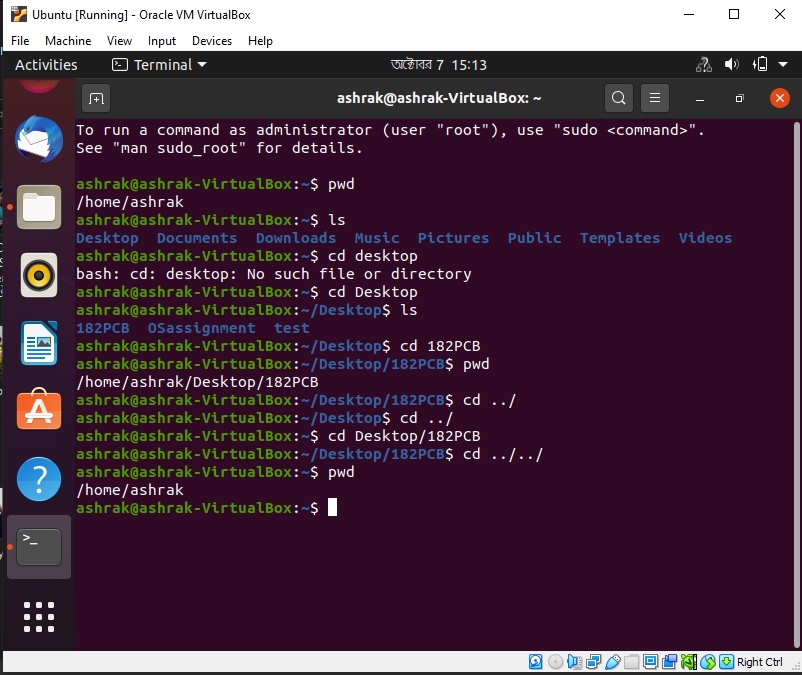 Ubuntu [Running] - Oracle VM VirtualBox
File Machine View Input Devices Help
Activities Terminal অক্টোবর 7 15:13
ashrak@ashrak-VirtualBox: ~
To run a command as administrator (user "root"), use "sudo <command>".
See "man sudo_root" for details.
ashrak@ashrak-VirtualBox:~$ pwd
/home/ashrak
ashrak@ashrak-VirtualBox:~$ ls
Desktop Documents Downloads Music Pictures Public Templates Videos
ashrak@ashrak-VirtualBox:~$ cd desktop
bash: cd: desktop: No such file or directory
ashrak@ashrak-VirtualBox:~$ cd Desktop
ashrak@ashrak-VirtualBox:~/Desktop$ ls
182PCB OSassignment test
ashrak@ashrak-VirtualBox:~/Desktop$ cd 182PCB
ashrak@ashrak-VirtualBox:~/Desktop/182PCB$ pwd
/home/ashrak/Desktop/182PCB
ashrak@ashrak-VirtualBox:~/Desktop/182PCB$ cd ../
ashrak@ashrak-VirtualBox:~/Desktop$ cd ../
ashrak@ashrak-VirtualBox:~$ cd Desktop/182PCB
ashrak@ashrak-VirtualBox:~/Desktop/182PCB$ cd ../../
ashrak@ashrak-VirtualBox:~$ pwd
/home/ashrak
ashrak@ashrak-VirtualBox:~$
Right Ctrl